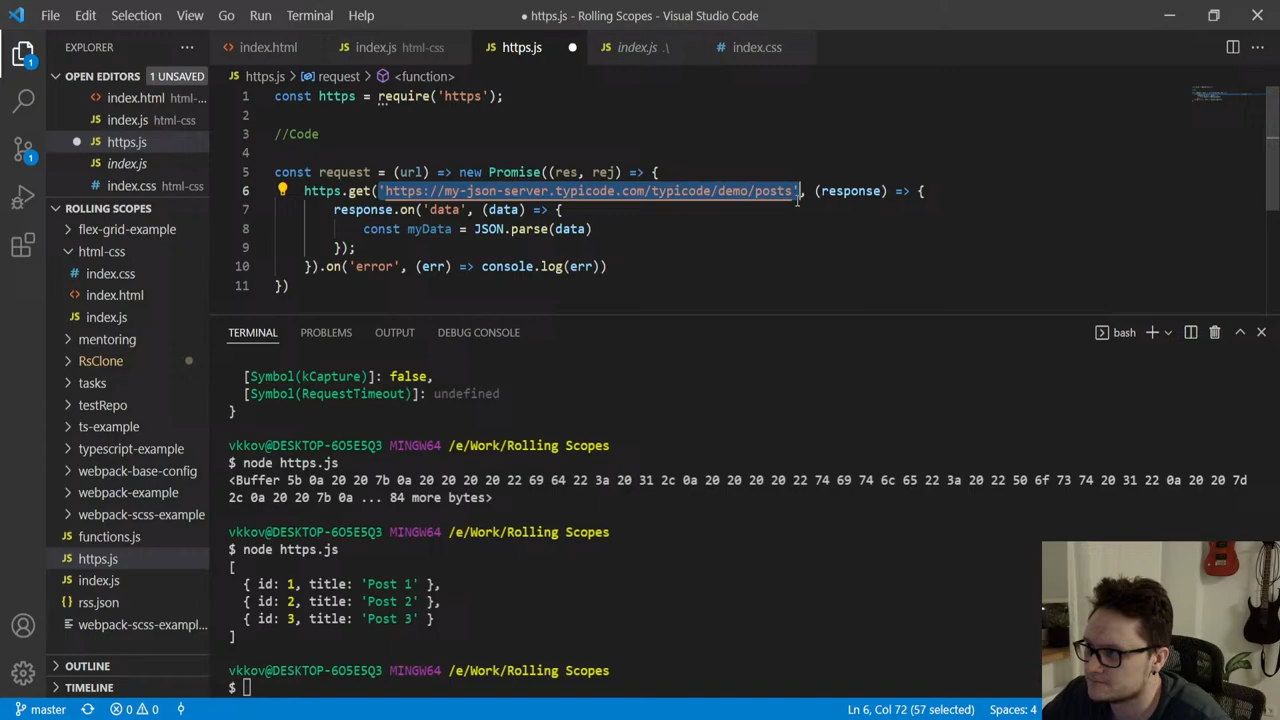 File Edit Selection View Go Run Terminal Help
● https.js - Rolling Scopes - Visual Studio Code
EXPLORER
OPEN EDITORS 1 UNSAVED
index.html html-...
JS index.js html-css
JS https.js
JS index.js
# index.css html-css
ROLLING SCOPES
flex-grid-example
html-css
# index.css
index.html
JS index.js
mentoring
RsClone
tasks
testRepo
ts-example
typescript-example
webpack-base-config
webpack-example
webpack-scss-example
JS functions.js
JS https.js
JS index.js
rss.json
webpack-scss-exampl...
OUTLINE
TIMELINE
index.html JS index.js html-css JS https.js JS index.js .\ # index.css
JS https.js > request > <function>
1 const https = require('https');
2
3 //Code
4
5 const request = (url) => new Promise((res, rej) => {
6 https.get('https://my-json-server.typicode.com/typicode/demo/posts', (response) => {
7 response.on('data', (data) => {
8 const myData = JSON.parse(data)
9 });
10 }).on('error', (err) => console.log(err))
11 })
TERMINAL PROBLEMS OUTPUT DEBUG CONSOLE bash
[Symbol(kCapture)]: false,
[Symbol(RequestTimeout)]: undefined
}
vkkov@DESKTOP-6O5E5Q3 MINGW64 /e/Work/Rolling Scopes
$ node https.js
<Buffer 5b 0a 20 20 7b 0a 20 20 20 20 22 69 64 22 3a 20 31 2c 0a 20 20 20 20 22 74 69 74 6c 65 22 3a 20 22 50 6f 73 74 20 31 22 0a 20 20 7d
2c 0a 20 20 7b 0a ... 84 more bytes>
vkkov@DESKTOP-6O5E5Q3 MINGW64 /e/Work/Rolling Scopes
$ node https.js
[
{ id: 1, title: 'Post 1' },
{ id: 2, title: 'Post 2' },
{ id: 3, title: 'Post 3' }
]
vkkov@DESKTOP-6O5E5Q3 MINGW64 /e/Work/Rolling Scopes
$
master 0 0 Ln 6, Col 72 (57 selected) Spaces: 4